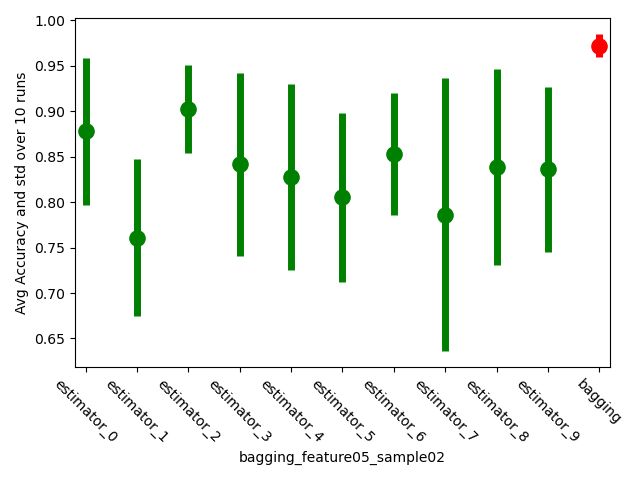 1.00
0.95
0.90
0.85
0.80
0.75
0.70
0.65
Avg Accuracy and std over 10 runs
estimator_0
estimator_1
estimator_2
estimator_3
estimator_4
estimator_5
estimator_6
estimator_7
estimator_8
estimator_9
bagging
bagging_feature05_sample02